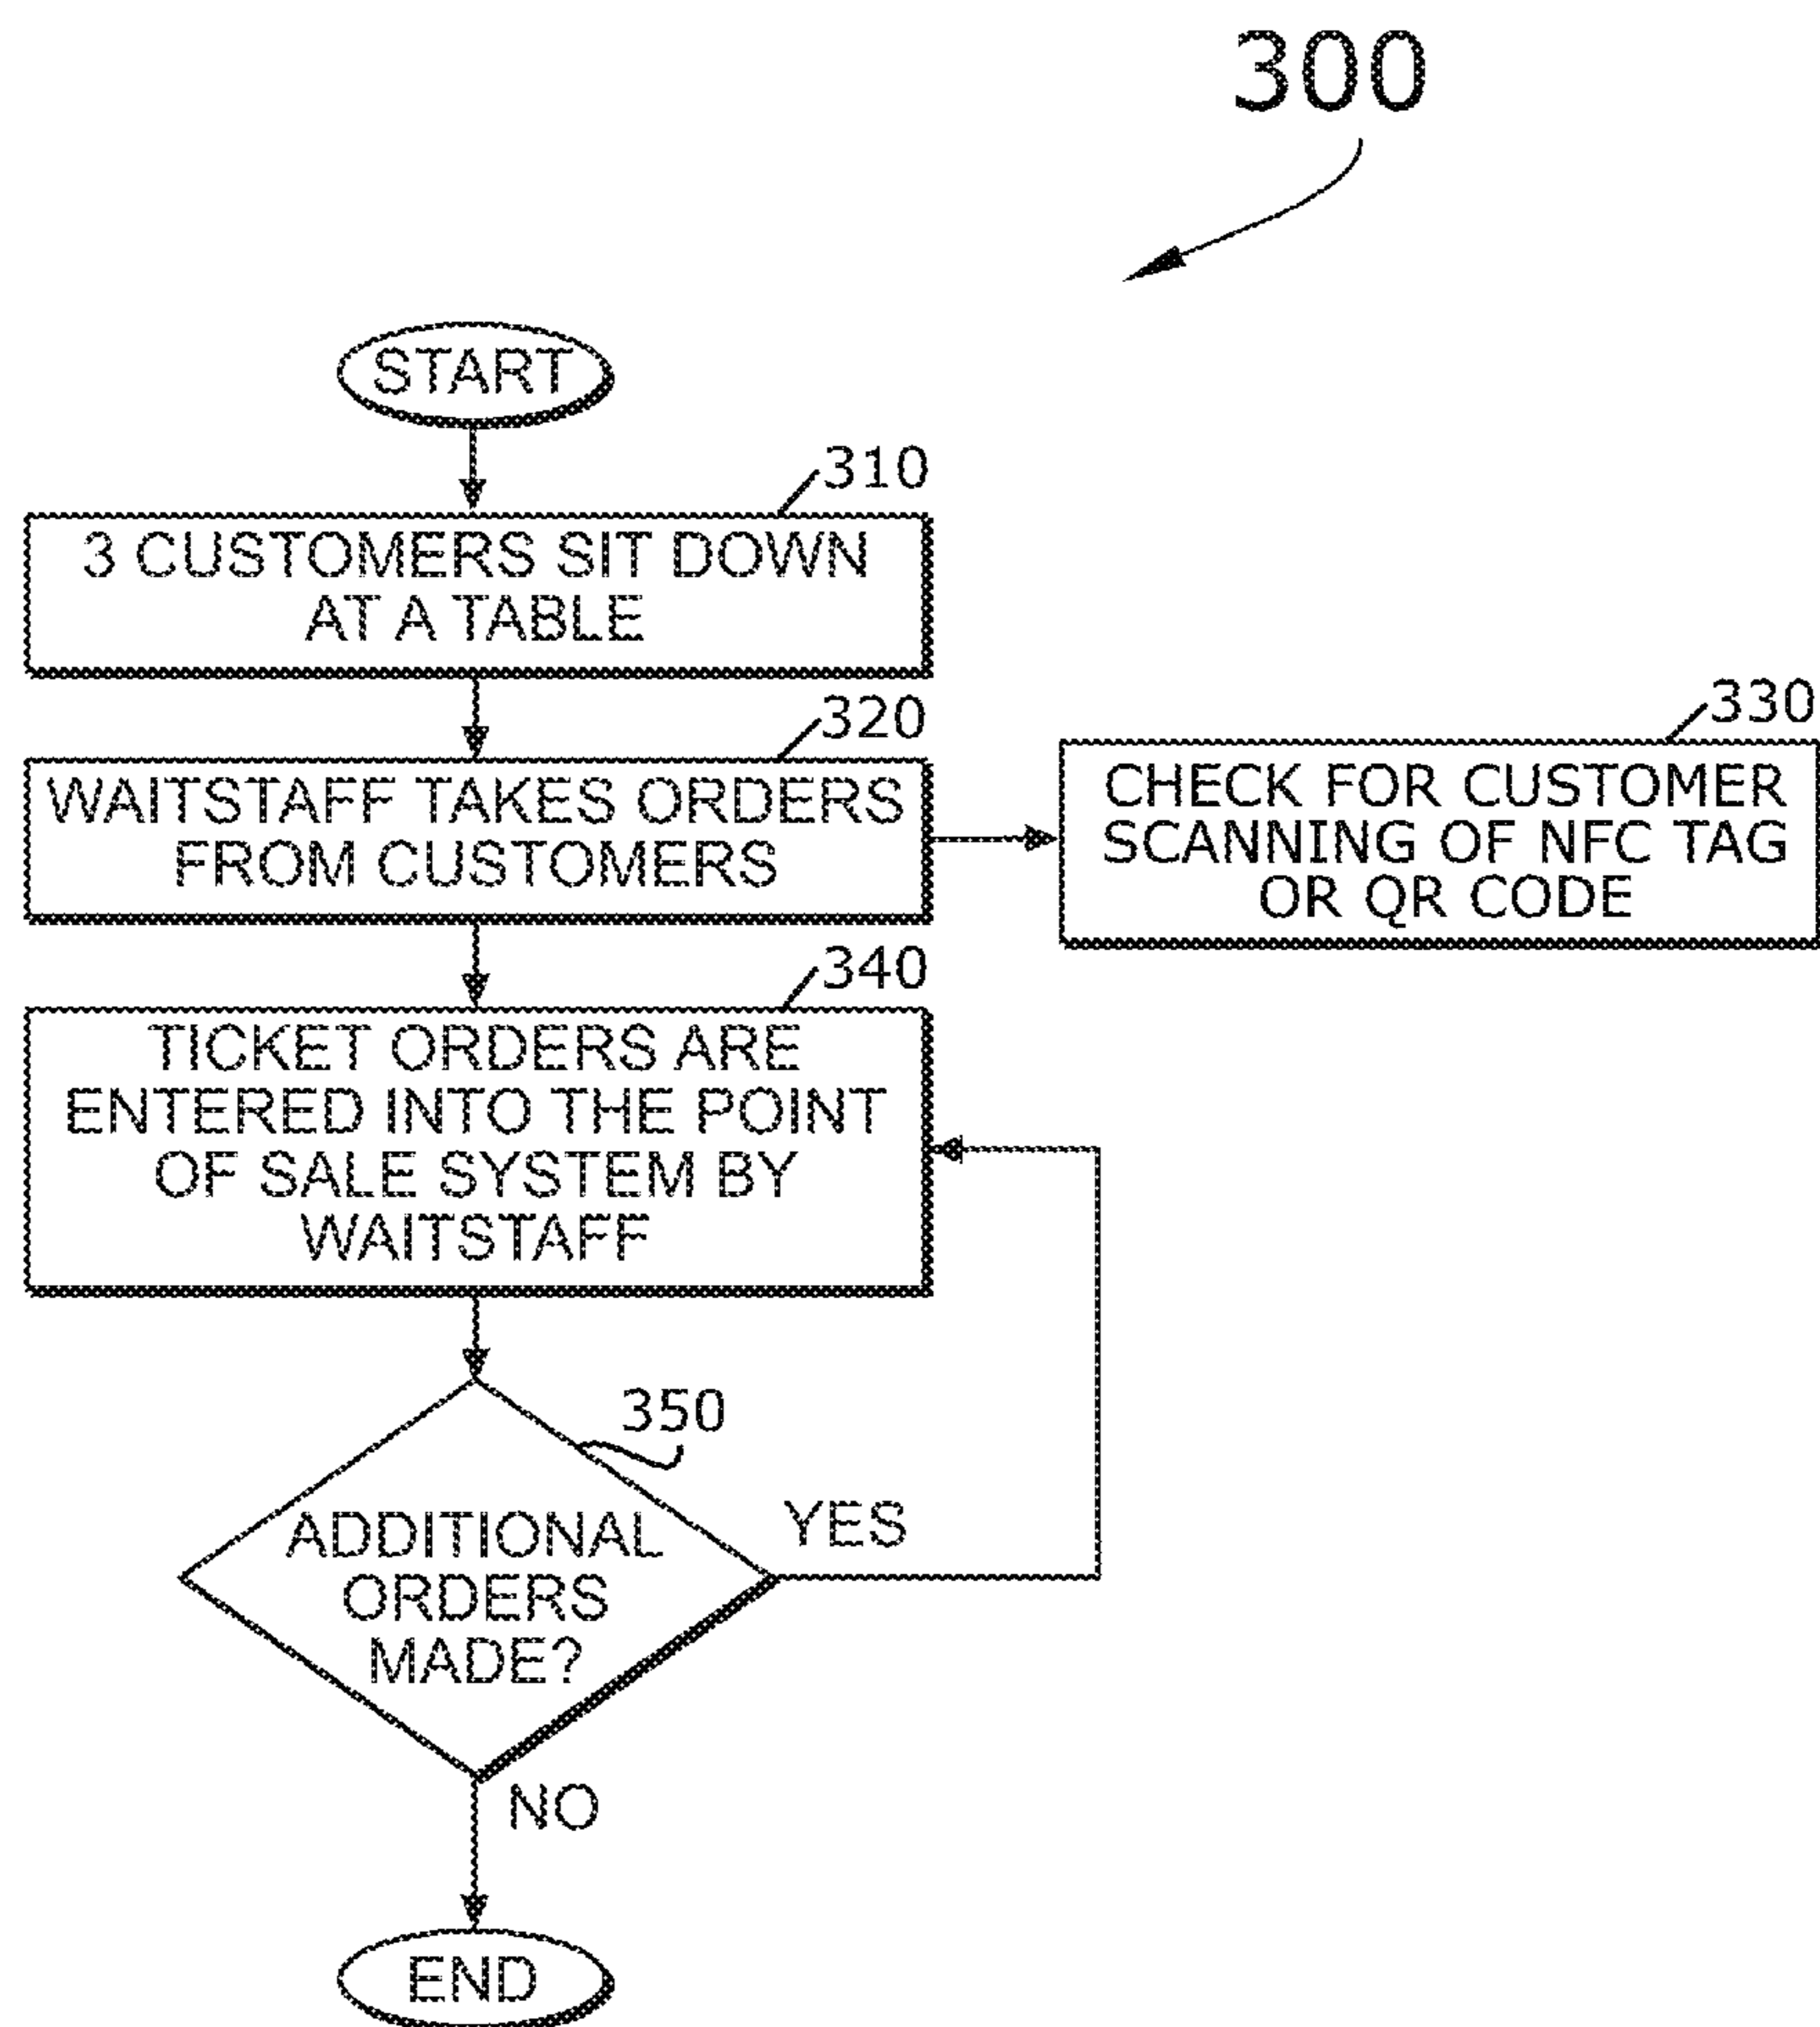 300
START
310
3 CUSTOMERS SIT DOWN
AT A TABLE
320
WAITSTAFF TAKES ORDERS
FROM CUSTOMERS
330
CHECK FOR CUSTOMER
SCANNING OF NFC TAG
OR QR CODE
340
TICKET ORDERS ARE
ENTERED INTO THE POINT
OF SALE SYSTEM BY
WAITSTAFF
350
ADDITIONAL
ORDERS
MADE?
YES
NO
END